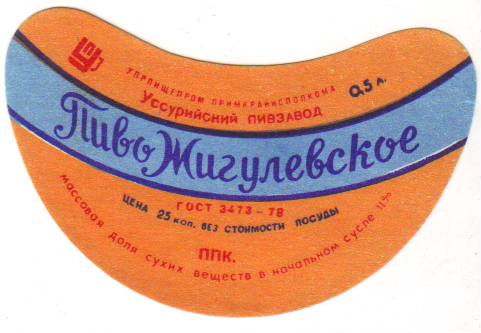 УПРПИЩЕПРОМ ПРИМКРАЙИСПОЛКОМА
Уссурийский ПИВЗАВОД
0,5 л.
Пиво Жигулевское
ГОСТ 3473-78
ЦЕНА 25 коп. БЕЗ СТОИМОСТИ ПОСУДЫ
ППК.
массовая доля сухих веществ в начальном сусле 11%